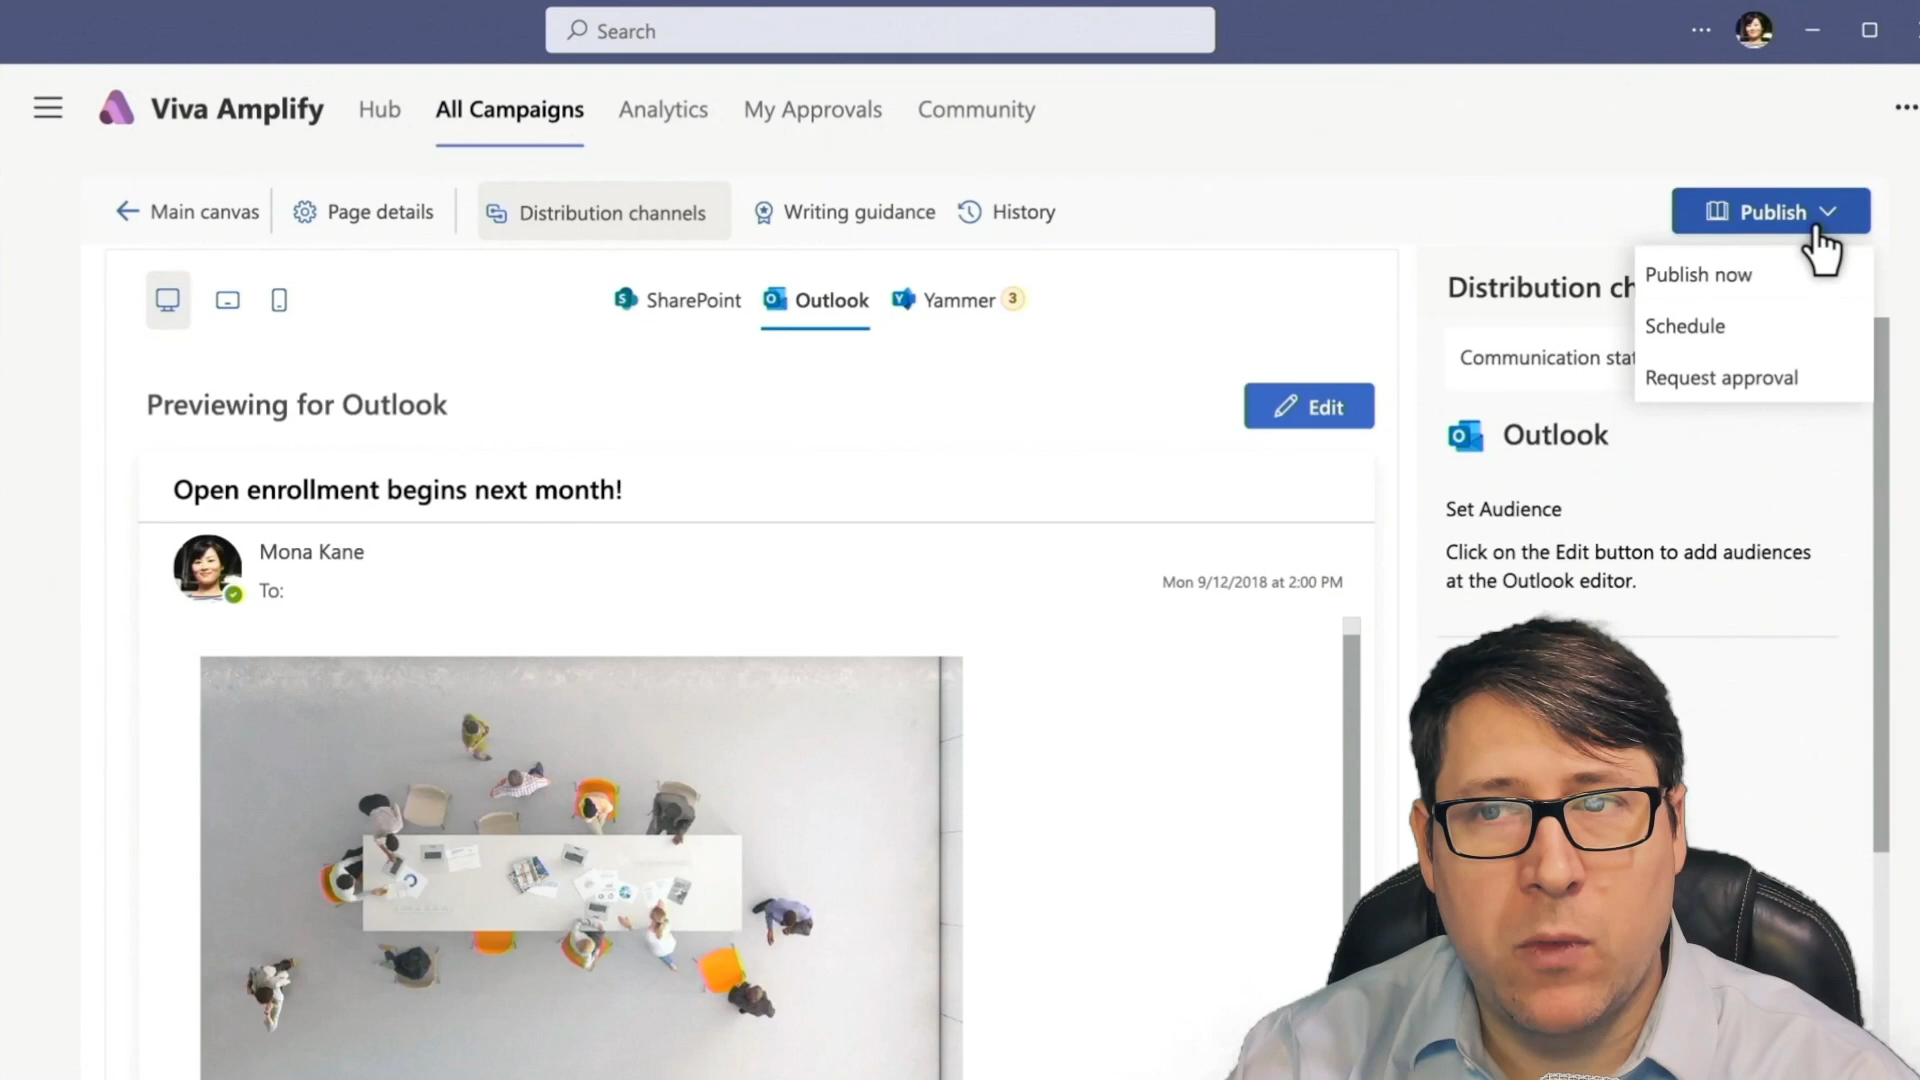 Search
Viva Amplify
Hub
All Campaigns
Analytics
My Approvals
Community
Main canvas
Page details
Distribution channels
Writing guidance
History
Publish
Publish now
Schedule
Request approval
SharePoint
Outlook
Yammer 3
Previewing for Outlook
Edit
Open enrollment begins next month!
Mona Kane
To:
Mon 9/12/2018 at 2:00 PM
Distribution ch
Communication stat
Outlook
Set Audience
Click on the Edit button to add audiences
at the Outlook editor.